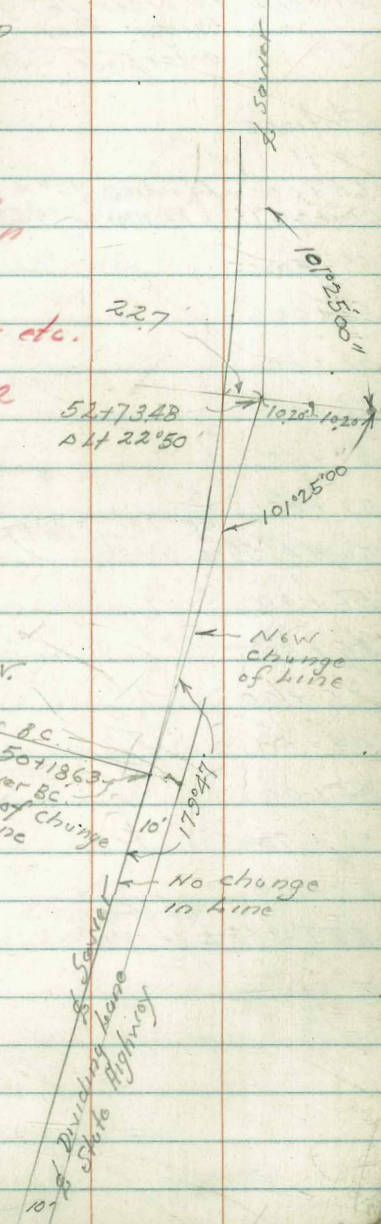 ℄ Sewer
101°25'00"
etc.
22.7
52+73.48
Δ Lt 22°50'
10.20' 10.20'
101°25'00
New
change
of Line
B.C.
50+18.63
B.C.
of change
10'
179°47'
No change
in Line
℄ Sewer
℄ Dividing Lane
State Highway
10'